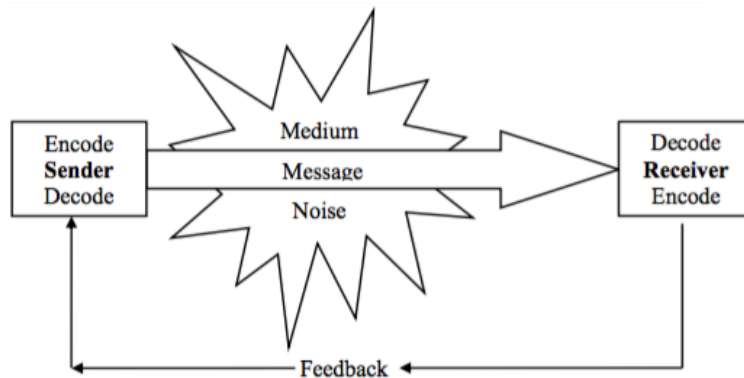 Encode
Sender
Decode
Medium
Message
Noise
Decode
Receiver
Encode
Feedback